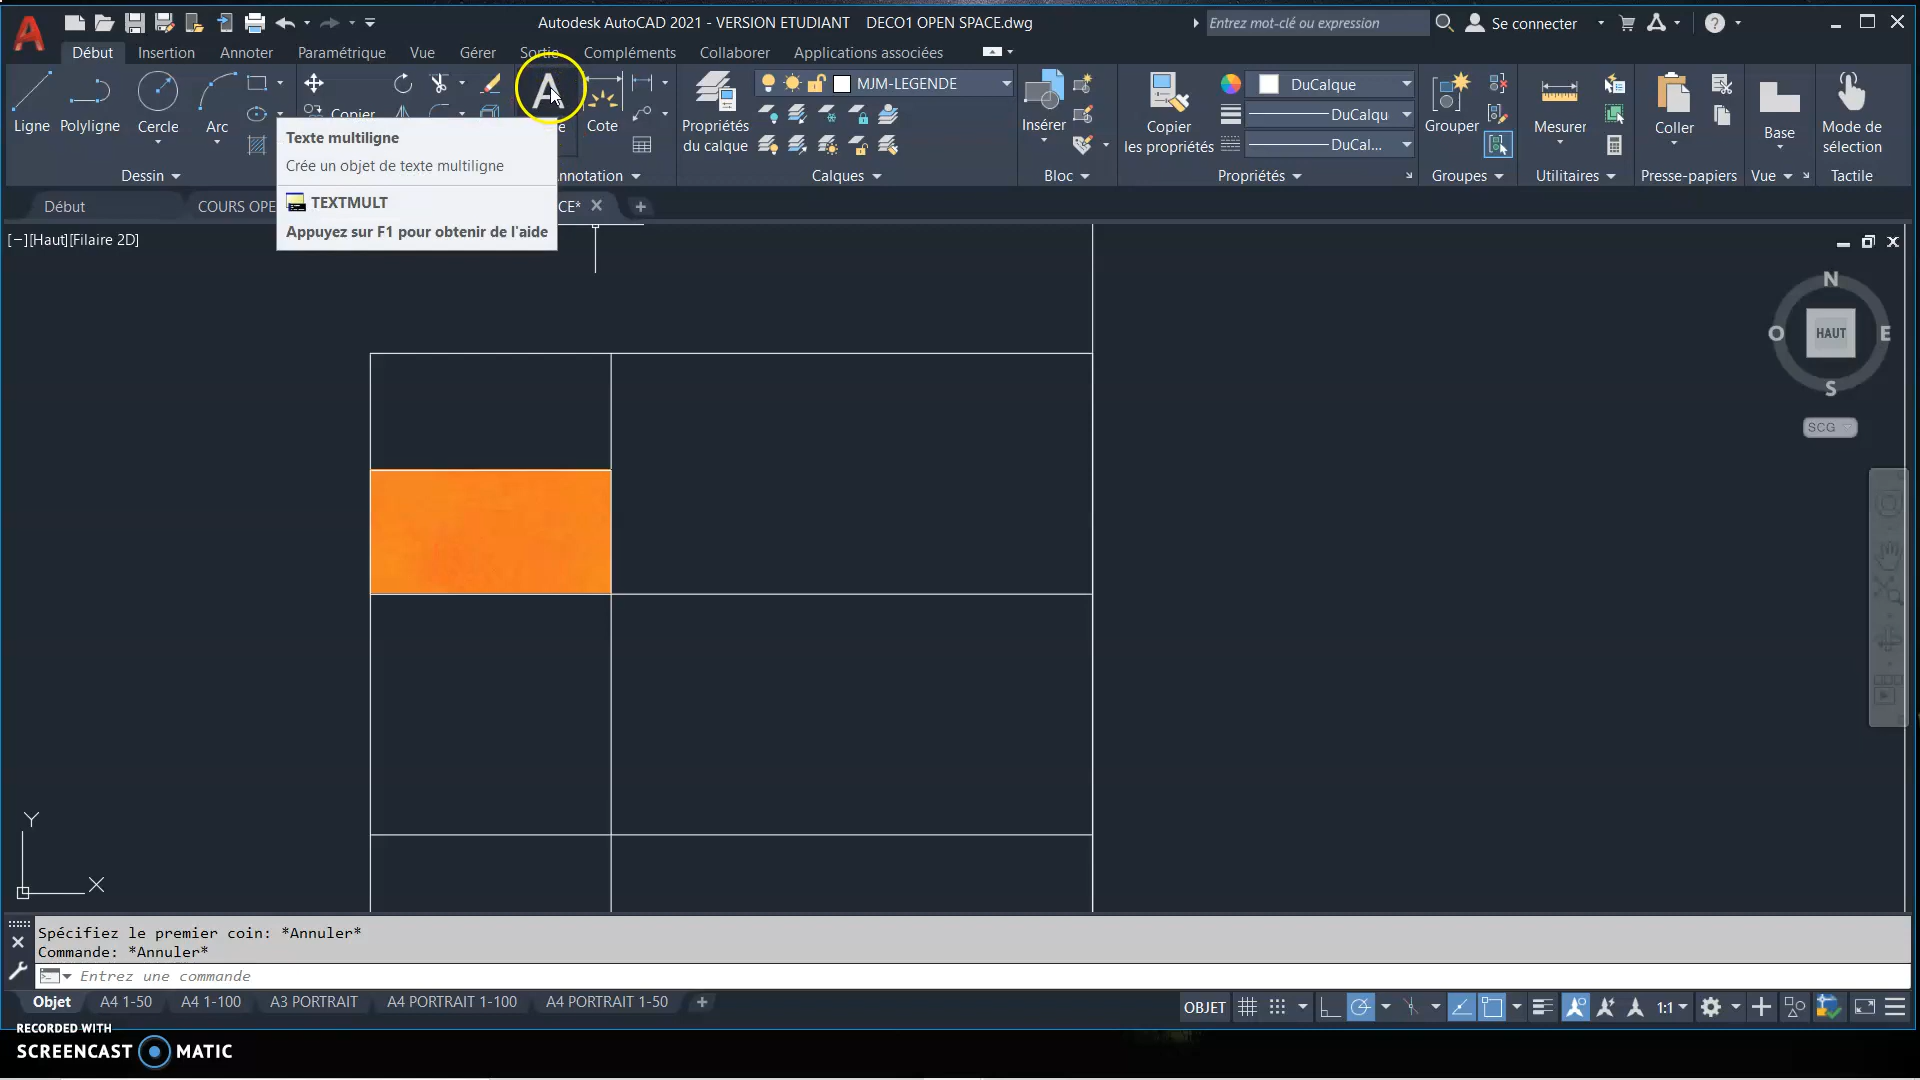 Autodesk AutoCAD 2021 - VERSION ETUDIANT DECO1 OPEN SPACE.dwg
Entrez mot-clé ou expression
Se connecter
Début Insertion Annoter Paramétrique Vue Gérer Sortie Compléments Collaborer Applications associées
Ligne Polyligne Cercle Arc
Copier
Cote
Propriétés du calque
MJM-LEGENDE
Insérer
Copier les propriétés
DuCalque
DuCalqu
DuCal...
Grouper
Mesurer
Coller
Base
Mode de sélection
Dessin
nnotation
Calques
Bloc
Propriétés
Groupes
Utilitaires
Presse-papiers
Vue
Tactile
Texte multiligne
Crée un objet de texte multiligne
TEXTMULT
Appuyez sur F1 pour obtenir de l'aide
Début
COURS OPE
CE*
[−][Haut][Filaire 2D]
N
O
HAUT
E
S
SCG
Y
X
Spécifiez le premier coin: *Annuler*
Commande: *Annuler*
Entrez une commande
Objet A4 1-50 A4 1-100 A3 PORTRAIT A4 PORTRAIT 1-100 A4 PORTRAIT 1-50
OBJET
1:1
RECORDED WITH
SCREENCAST MATIC